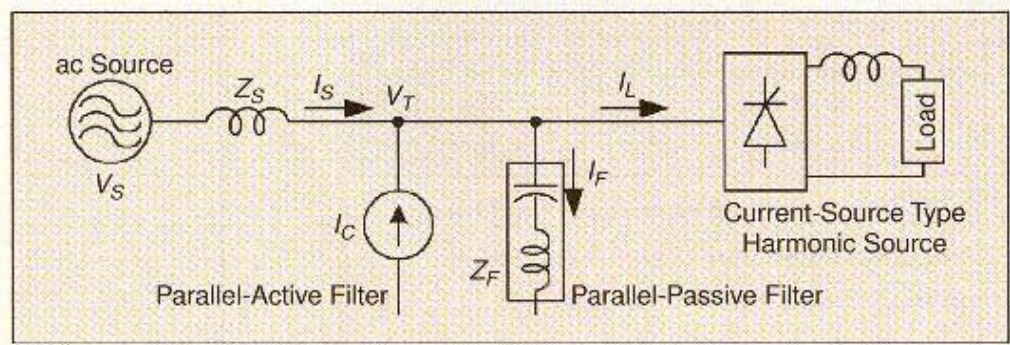 ac Source
Z_S
I_S
V_T
I_L
V_S
I_C
I_F
Z_F
Load
Current-Source Type
Harmonic Source
Parallel-Active Filter
Parallel-Passive Filter